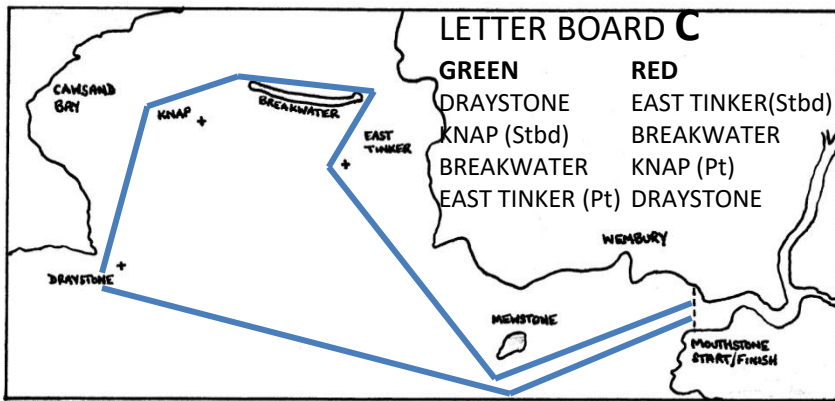 LETTER BOARD C
GREEN RED
DRAYSTONE EAST TINKER(Stbd)
KNAP (Stbd) BREAKWATER
BREAKWATER KNAP (Pt)
EAST TINKER (Pt) DRAYSTONE
CAWSAND
BAY
KNAP
BREAKWATER
EAST
TINKER
DRAYSTONE
WEMBURY
MEWSTONE
MOUTHSTONE
START/FINISH